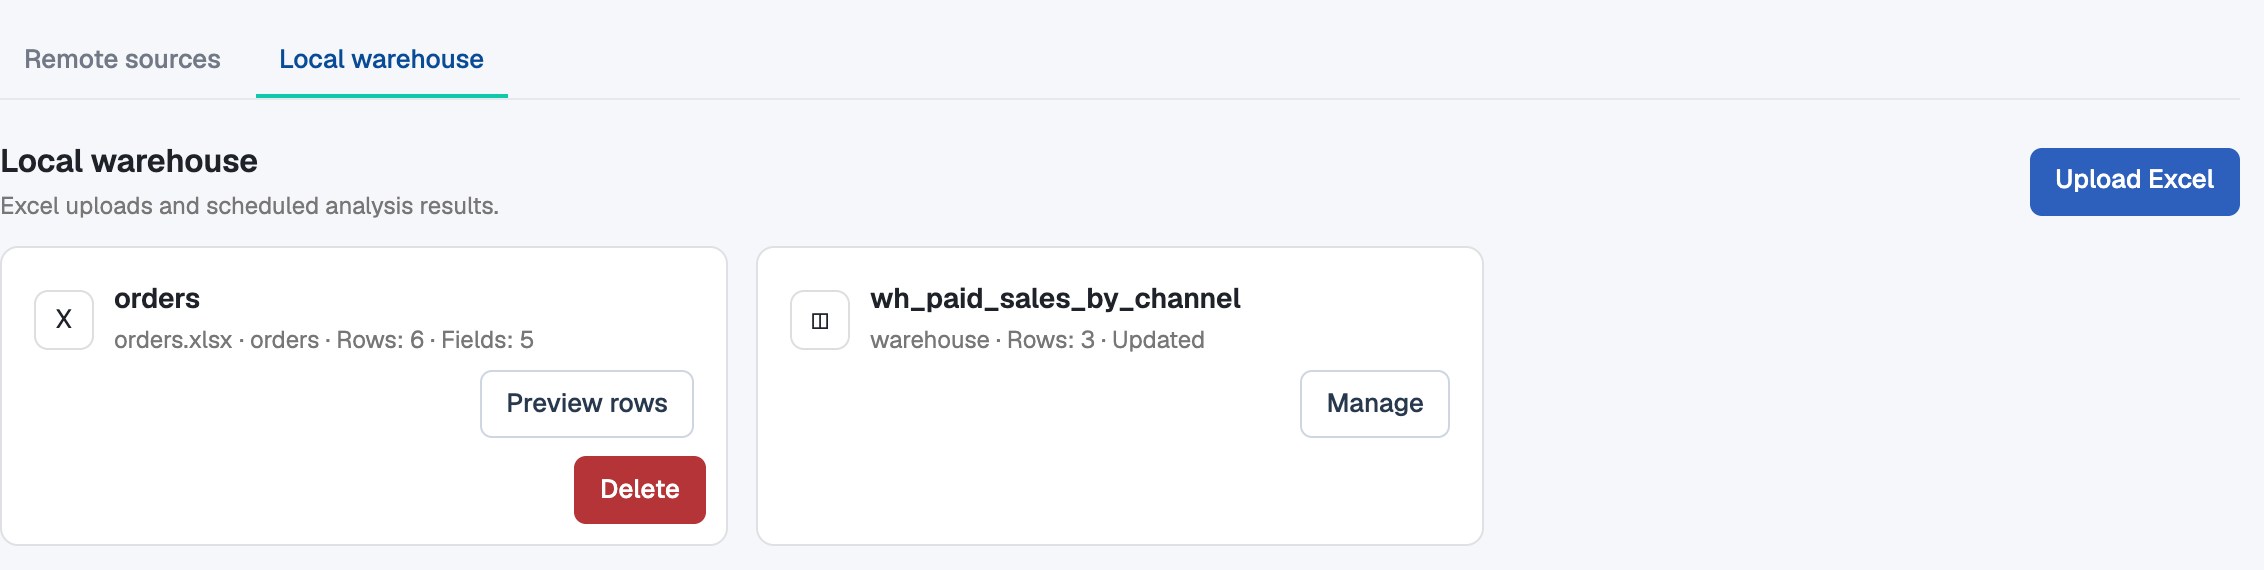 Remote sources
Local warehouse
Local warehouse
Excel uploads and scheduled analysis results.
Upload Excel
X
orders
orders.xlsx · orders · Rows: 6 · Fields: 5
Preview rows
Delete
wh_paid_sales_by_channel
warehouse · Rows: 3 · Updated
Manage